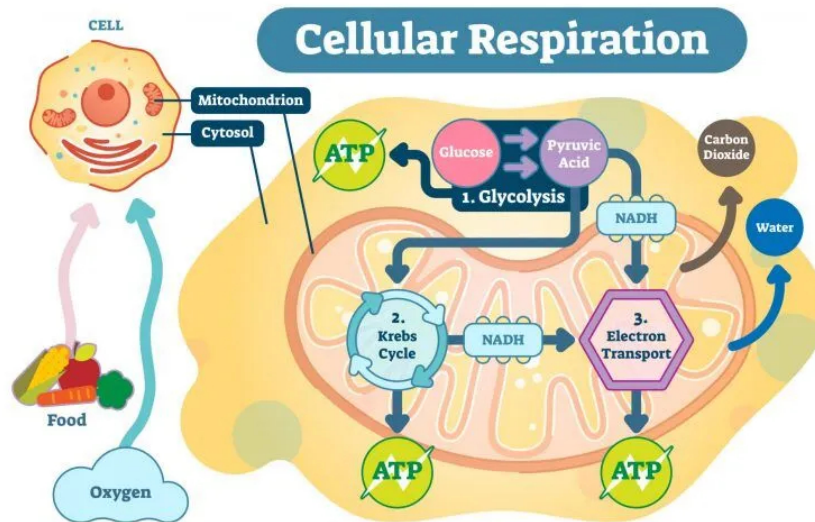 CELL
Cellular Respiration
Mitochondrion
Cytosol
ATP
Glucose
Pyruvic
Acid
1. Glycolysis
Carbon
Dioxide
NADH
Water
2.
Krebs
Cycle
NADH
3.
Electron
Transport
Food
ATP
ATP
Oxygen